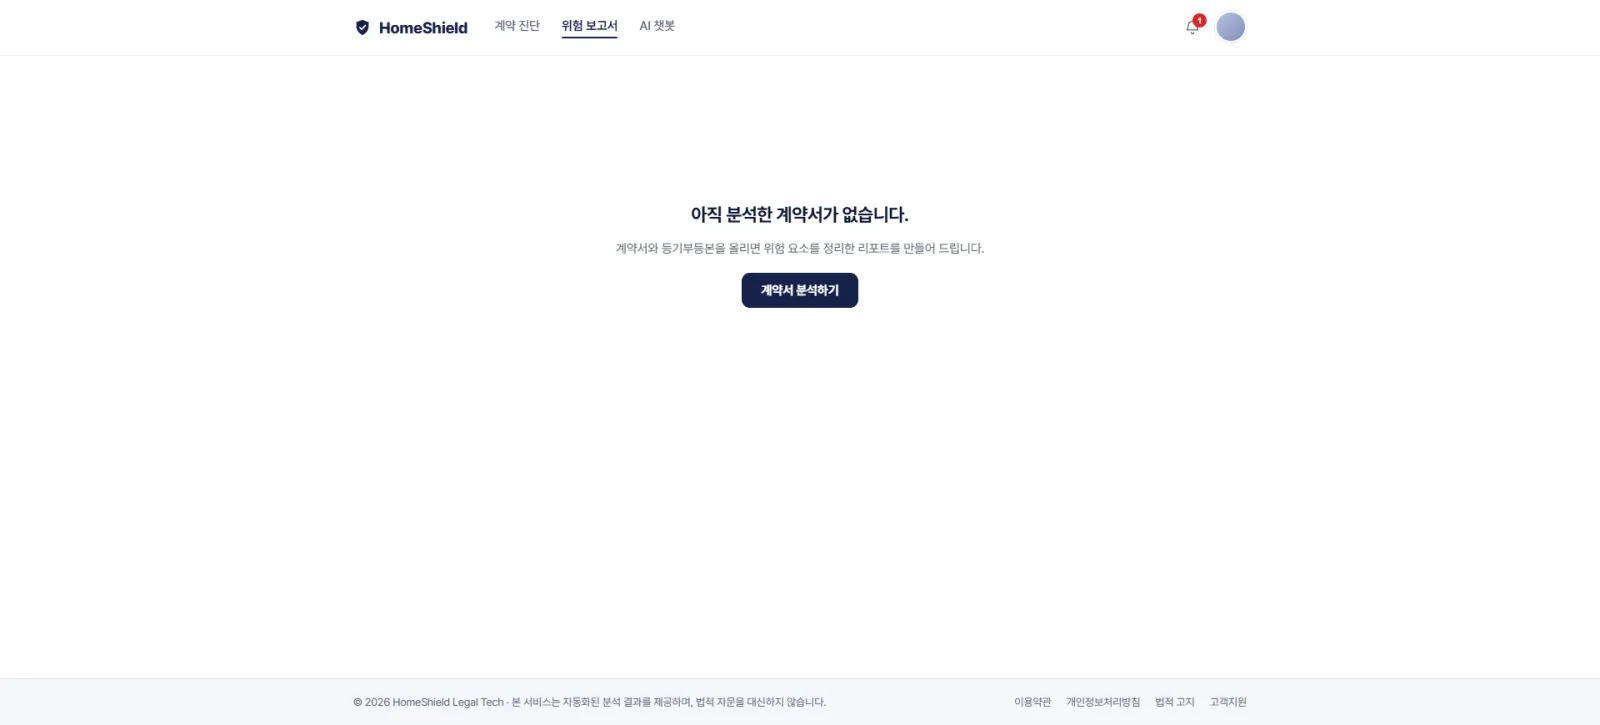 HomeShield
계약 진단
위험 보고서
AI 챗봇
1
아직 분석한 계약서가 없습니다.
계약서와 등기부등본을 올리면 위험 요소를 정리한 리포트를 만들어 드립니다.
계약서 분석하기
© 2026 HomeShield Legal Tech · 본 서비스는 자동화된 분석 결과를 제공하며, 법적 자문을 대신하지 않습니다.
이용약관
개인정보처리방침
법적 고지
고객지원